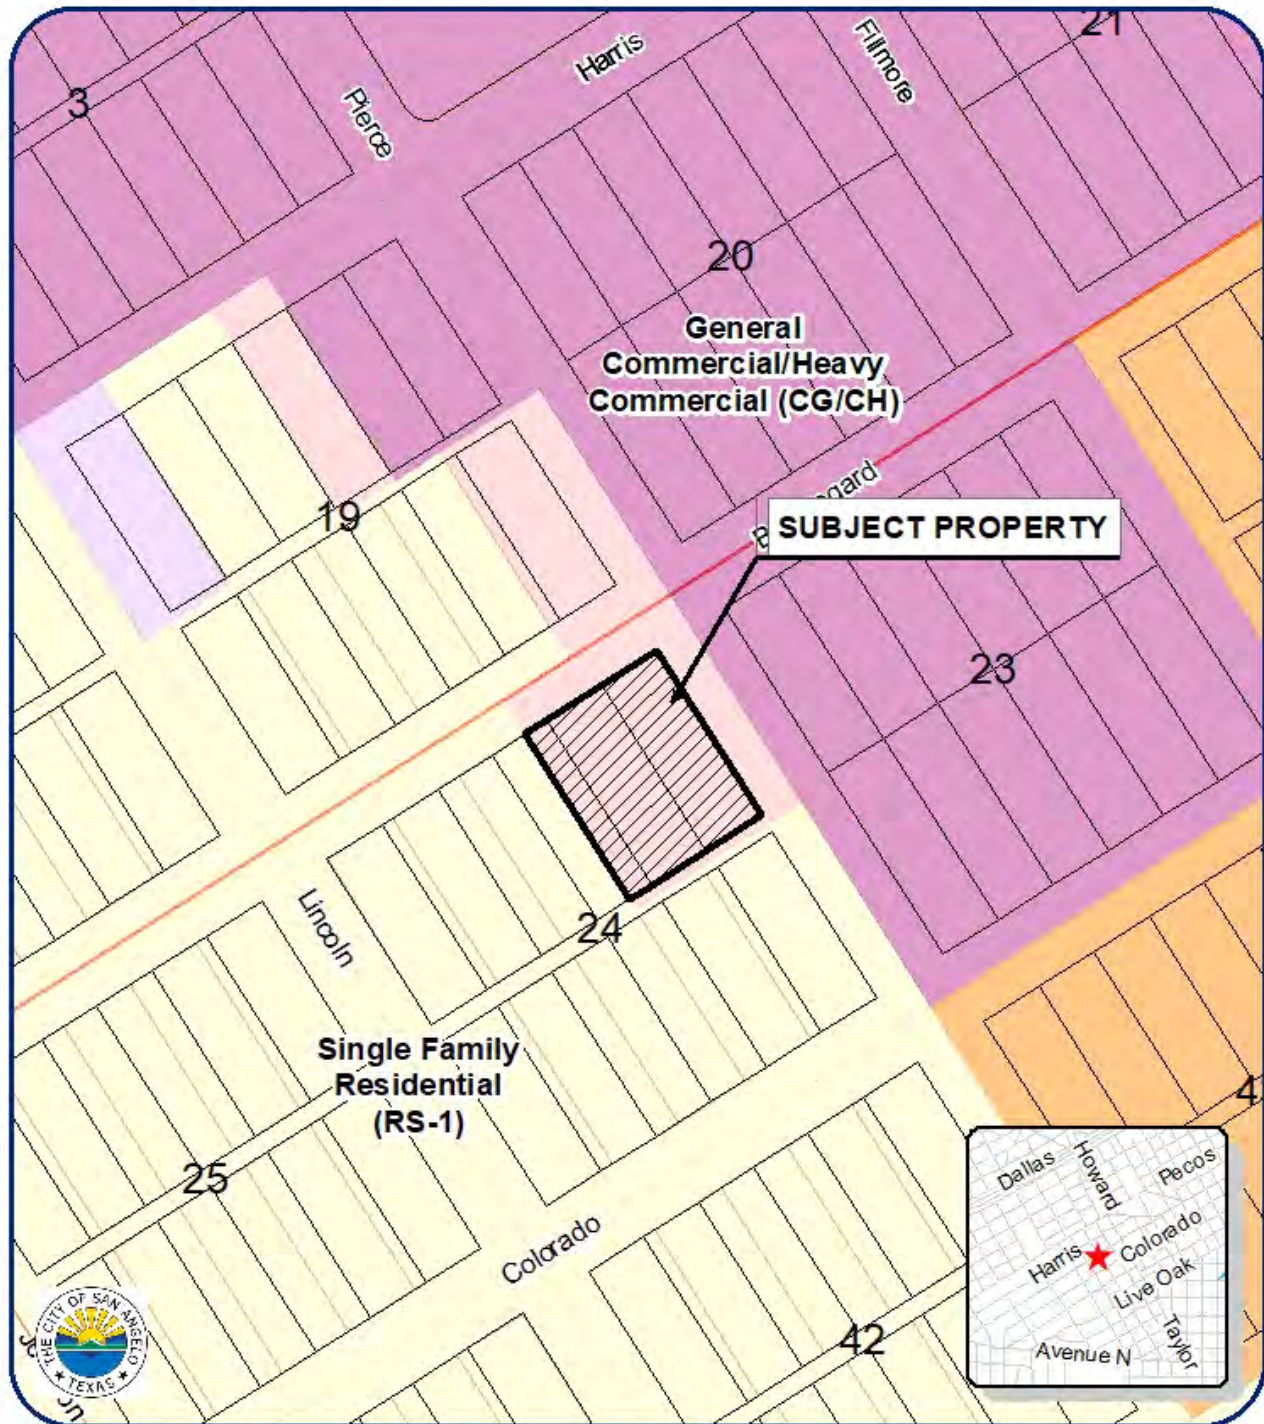 21
Harris
Fillmore
3
Pierce
20
General
Commercial/Heavy
Commercial (CG/CH)
SUBJECT PROPERTY
19
23
Lincoln
24
Single Family
Residential
(RS-1)
25
Colorado
42
Dallas
Howard
Pecos
Harris
Colorado
Live Oak
Taylor
Avenue N
THE CITY OF SAN ANGELO
TEXAS